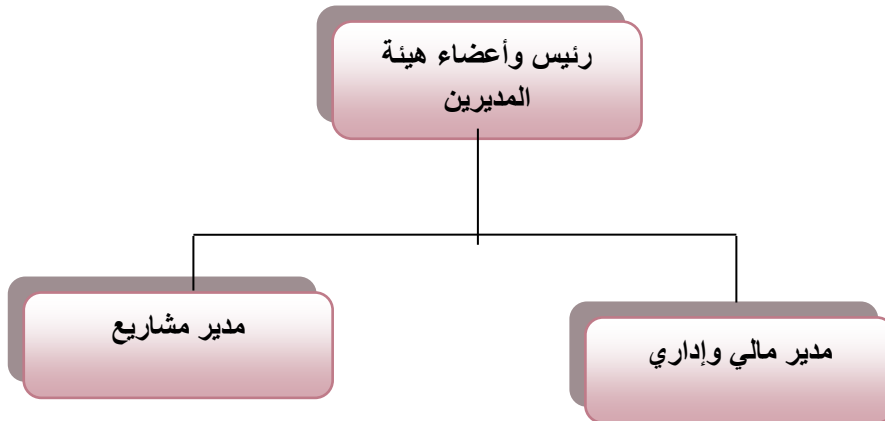 رئيس وأعضاء هيئة
المديرين
مدير مالي وإداري
مدير مشاريع